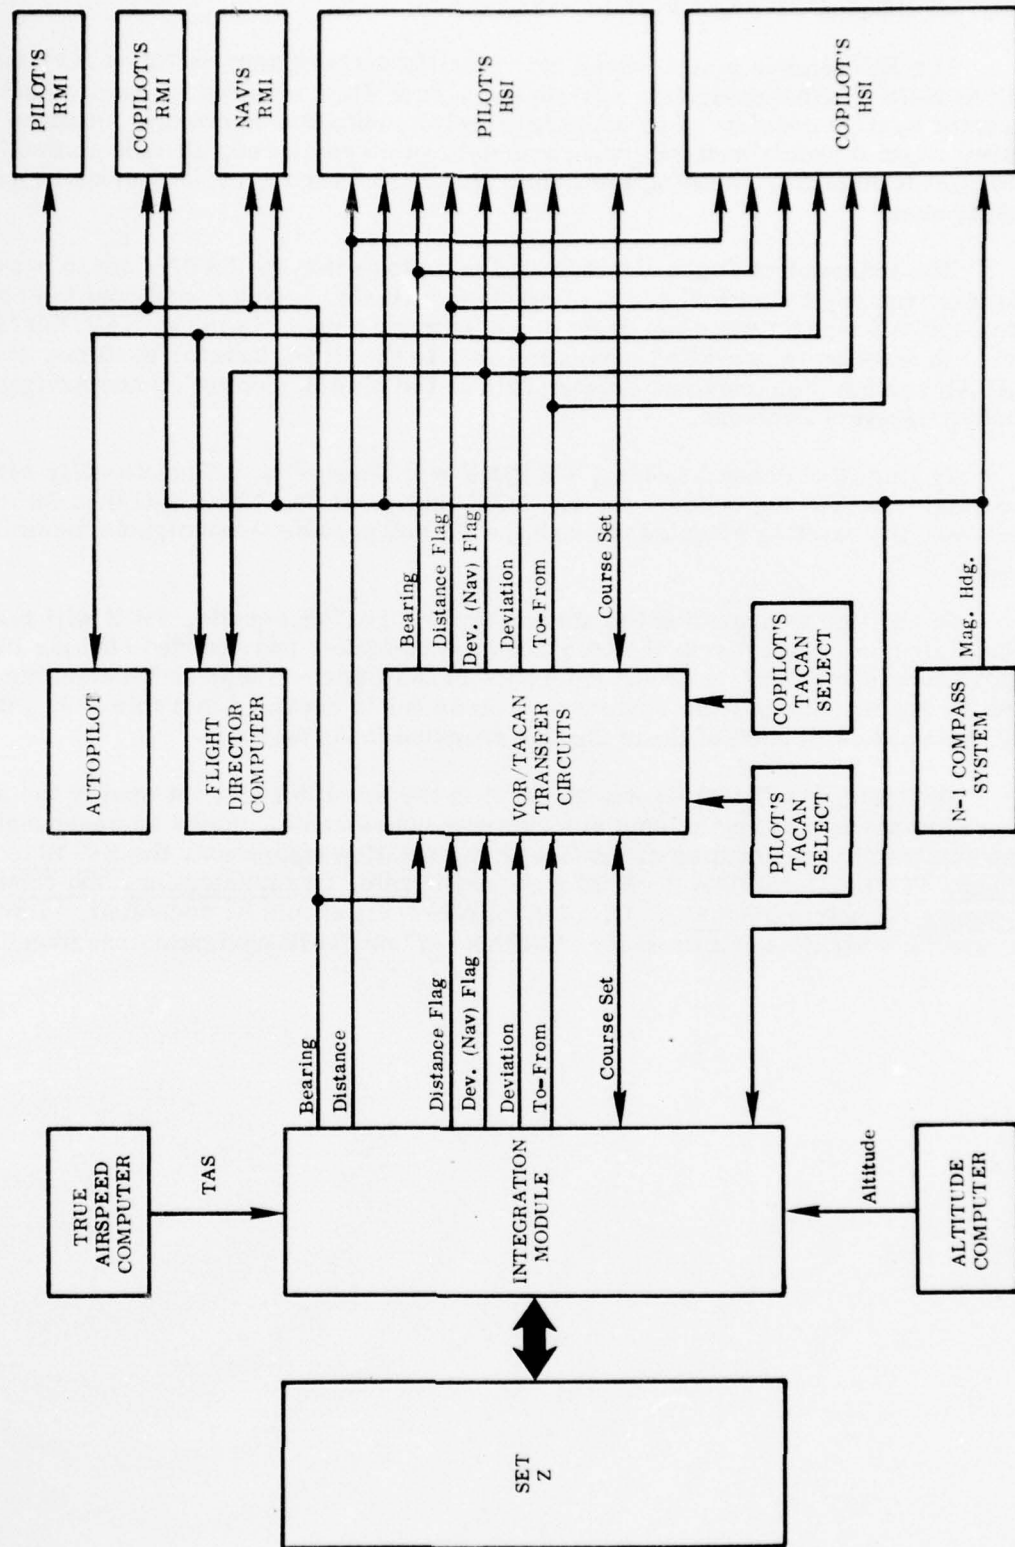 SET
Z
TRUE
AIRSPEED
COMPUTER
TAS
INTEGRATION
MODULE
Altitude
ALTITUDE
COMPUTER
Bearing
Distance
Distance Flag
Dev. (Nav) Flag
Deviation
To-From
Course Set
AUTOPILOT
FLIGHT
DIRECTOR
COMPUTER
VOR/TACAN
TRANSFER
CIRCUITS
PILOT'S
TACAN
SELECT
COPILOT'S
TACAN
SELECT
N-1 COMPASS
SYSTEM
Bearing
Distance Flag
Dev. (Nav) Flag
Deviation
To-From
Course Set
Mag. Hdg.
PILOT'S
RMI
COPILOT'S
RMI
NAV'S
RMI
PILOT'S
HSI
COPILOT'S
HSI